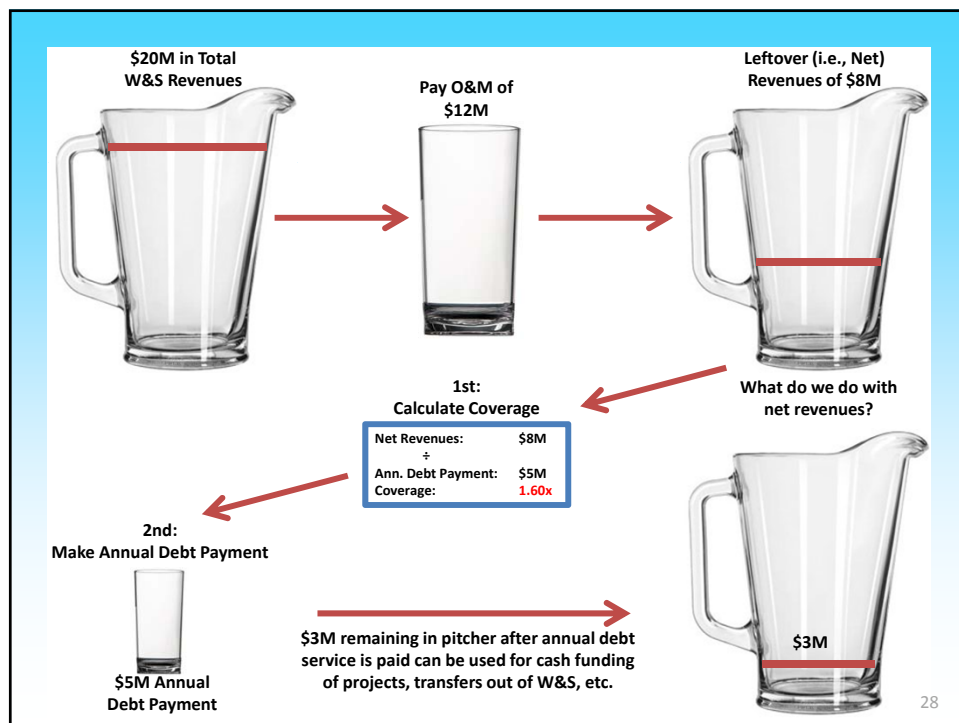 $20M in Total
W&S Revenues
Pay O&M of
$12M
Leftover (i.e., Net)
Revenues of $8M
What do we do with
net revenues?
1st:
Calculate Coverage
Net Revenues: $8M
÷
Ann. Debt Payment: $5M
Coverage: 1.60x
2nd:
Make Annual Debt Payment
$5M Annual
Debt Payment
$3M remaining in pitcher after annual debt
service is paid can be used for cash funding
of projects, transfers out of W&S, etc.
$3M
28